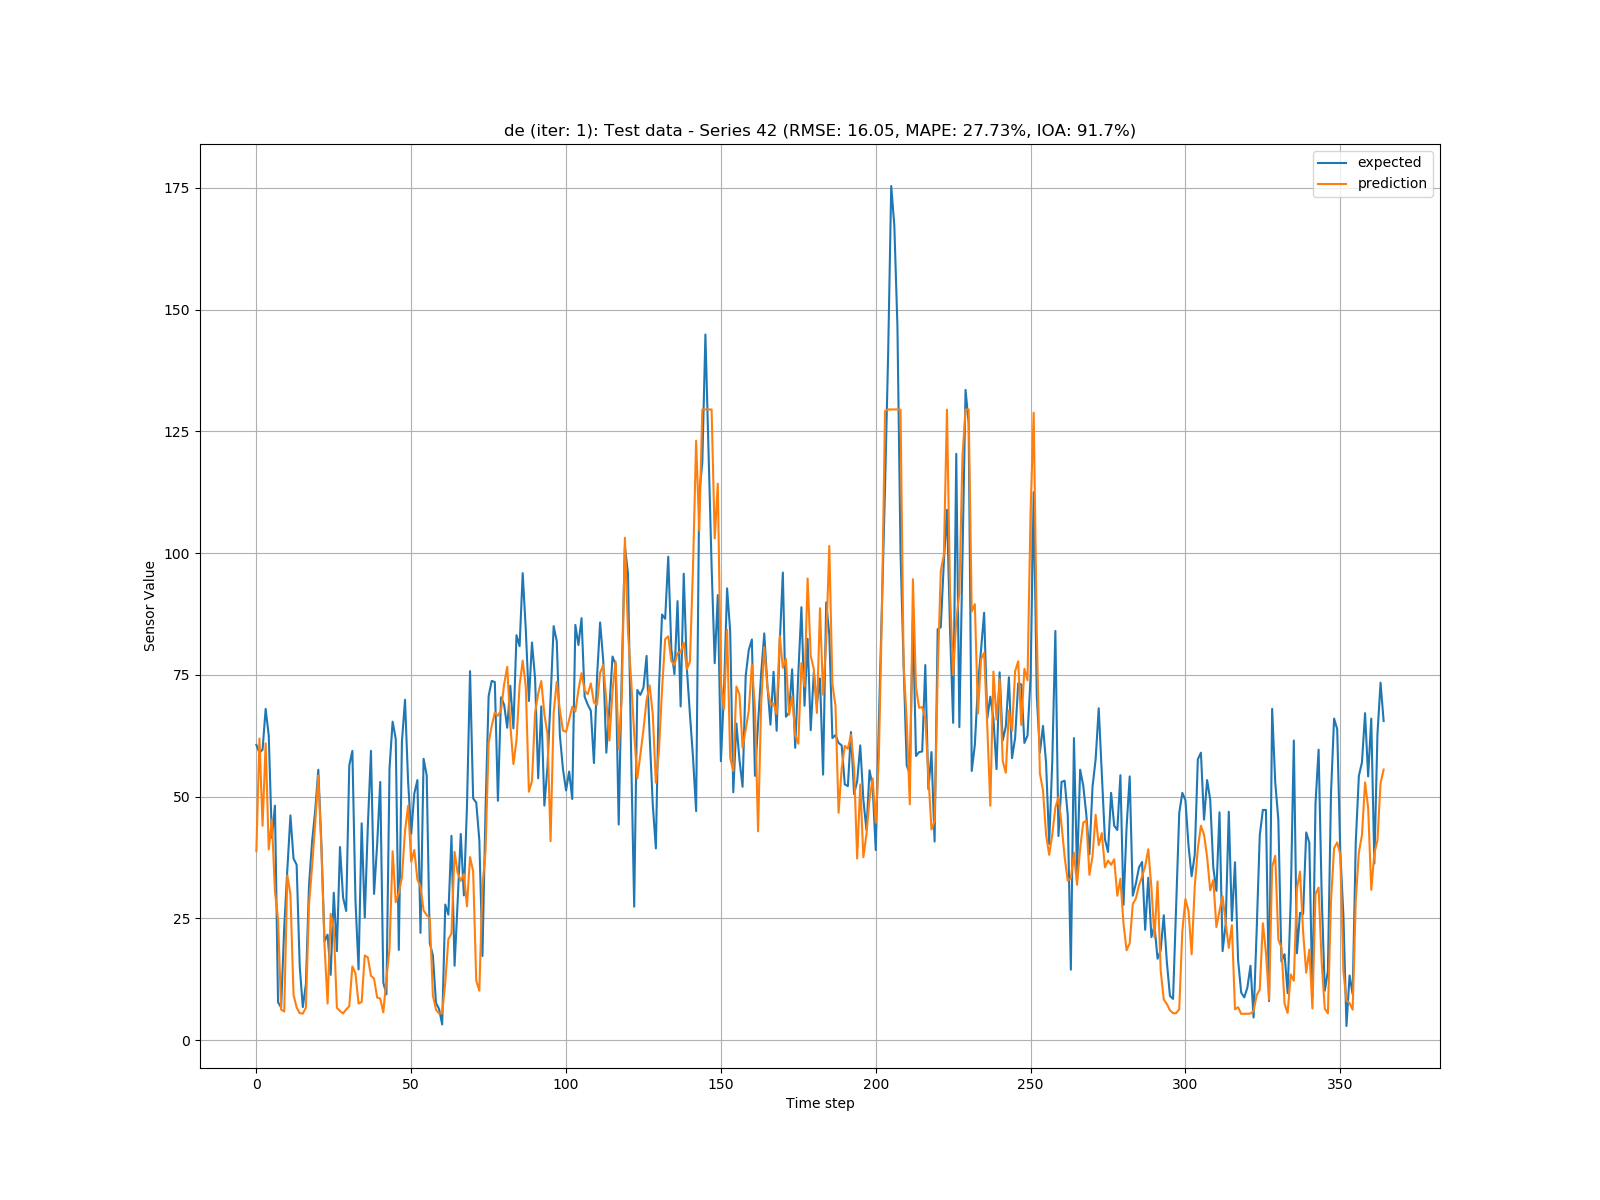 de (iter: 1): Test data - Series 42 (RMSE: 16.05, MAPE: 27.73%, IOA: 91.7%)
expected
prediction
175
150
125
100
75
50
25
0
Sensor Value
0 50 100 150 200 250 300 350
Time step